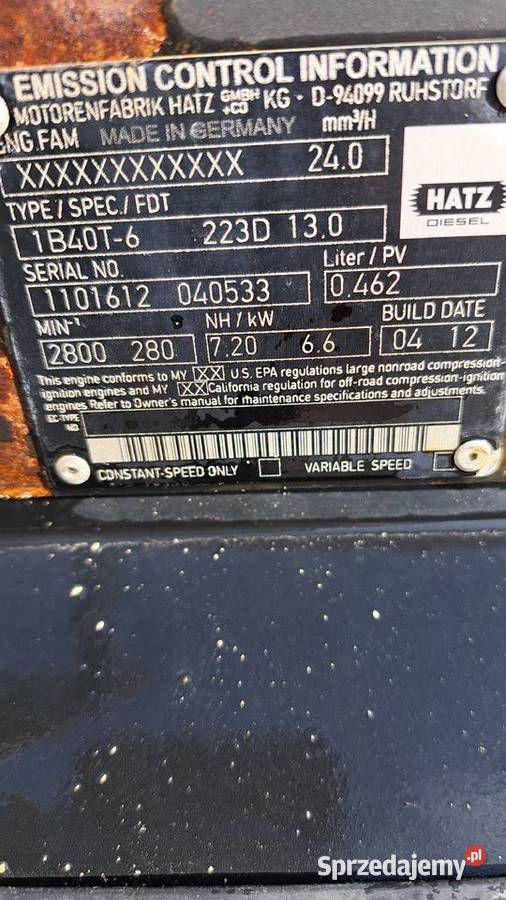 EMISSION CONTROL INFORMATION
MOTORENFABRIK HATZ GMBH +CO KG · D-94099 RUHSTORF
ENG.FAM MADE IN GERMANY mm³/H
XXXXXXXXXXXX 24.0
HATZ
DIESEL
TYPE / SPEC. / FDT
1B40T-6 223D 13.0
SERIAL NO. Liter / PV
1101612 040533 0.462
MIN-¹ NH / kW BUILD DATE
2800 280 7.20 6.6 04 12
This engine conforms to MY XX U.S. EPA regulations large nonroad compression-
ignition engines and MY XX California regulation for off-road compression-ignition
engines. Refer to Owner's manual for maintenance specifications and adjustments.
EC-TYPE
NO
CONSTANT-SPEED ONLY VARIABLE SPEED
Sprzedajemy.pl